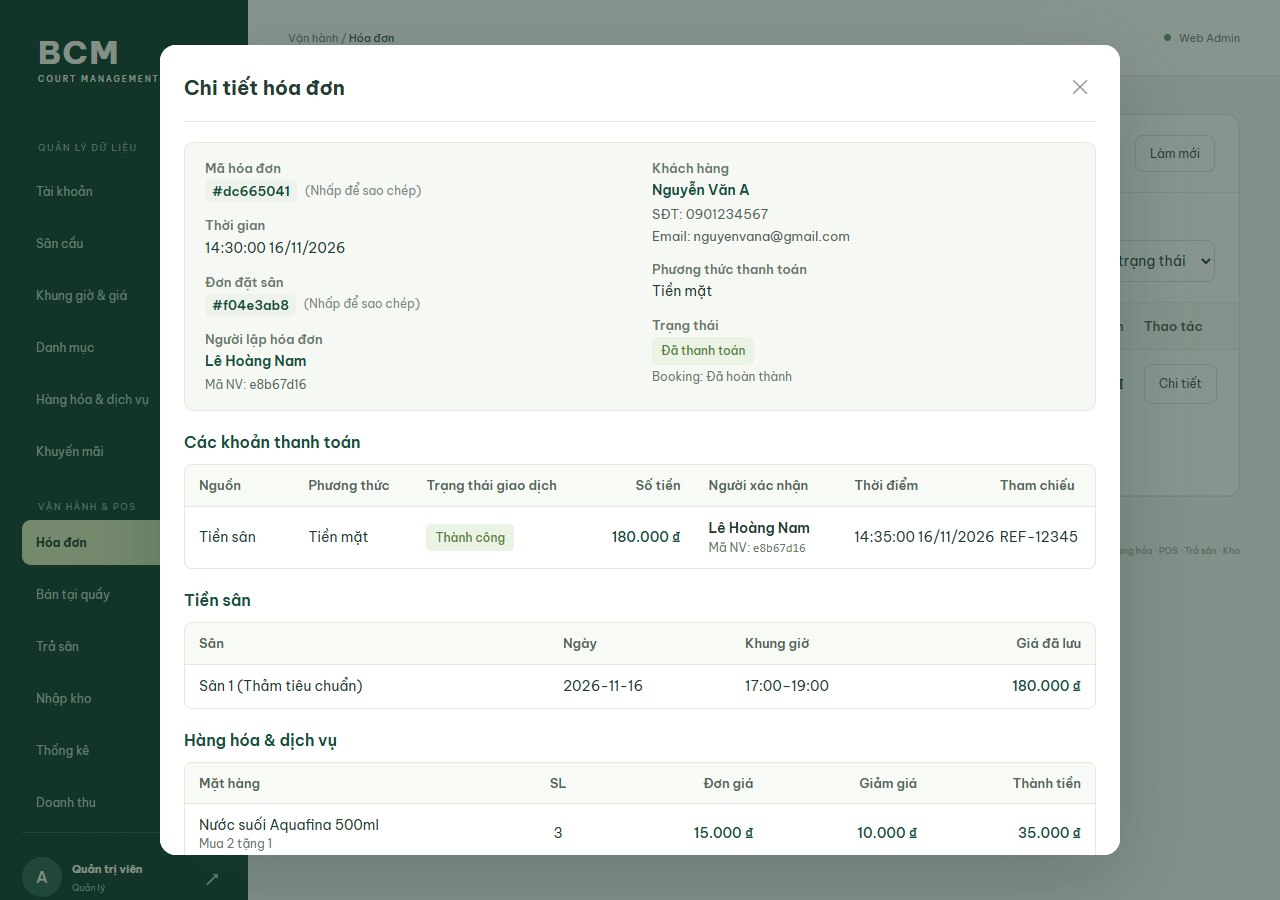 BCM
COURT MANAGEMENT
QUẢN LÝ DỮ LIỆU
Tài khoản
Sân cầu
Khung giờ & giá
Danh mục
Hàng hóa & dịch vụ
Khuyến mãi
VẬN HÀNH & POS
Hóa đơn
Bán tại quầy
Trả sân
Nhập kho
Thống kê
Doanh thu
A
Quản trị viên
Quản lý
↗
Vận hành / Hóa đơn
Web Admin
Làm mới
trạng thái
Thao tác
Chi tiết
hóa · POS · Trả sân · Kho
Chi tiết hóa đơn
Mã hóa đơn
#dc665041 (Nhấp để sao chép)
Thời gian
14:30:00 16/11/2026
Đơn đặt sân
#f04e3ab8 (Nhấp để sao chép)
Người lập hóa đơn
Lê Hoàng Nam
Mã NV: e8b67d16
Khách hàng
Nguyễn Văn A
SĐT: 0901234567
Email: nguyenvana@gmail.com
Phương thức thanh toán
Tiền mặt
Trạng thái
Đã thanh toán
Booking: Đã hoàn thành
Các khoản thanh toán
Nguồn Phương thức Trạng thái giao dịch Số tiền Người xác nhận Thời điểm Tham chiếu
Tiền sân Tiền mặt Thành công 180.000 ₫ Lê Hoàng Nam 14:35:00 16/11/2026 REF-12345
Mã NV: e8b67d16
Tiền sân
Sân Ngày Khung giờ Giá đã lưu
Sân 1 (Thảm tiêu chuẩn) 2026-11-16 17:00–19:00 180.000 ₫
Hàng hóa & dịch vụ
Mặt hàng SL Đơn giá Giảm giá Thành tiền
Nước suối Aquafina 500ml 3 15.000 ₫ 10.000 ₫ 35.000 ₫
Mua 2 tặng 1